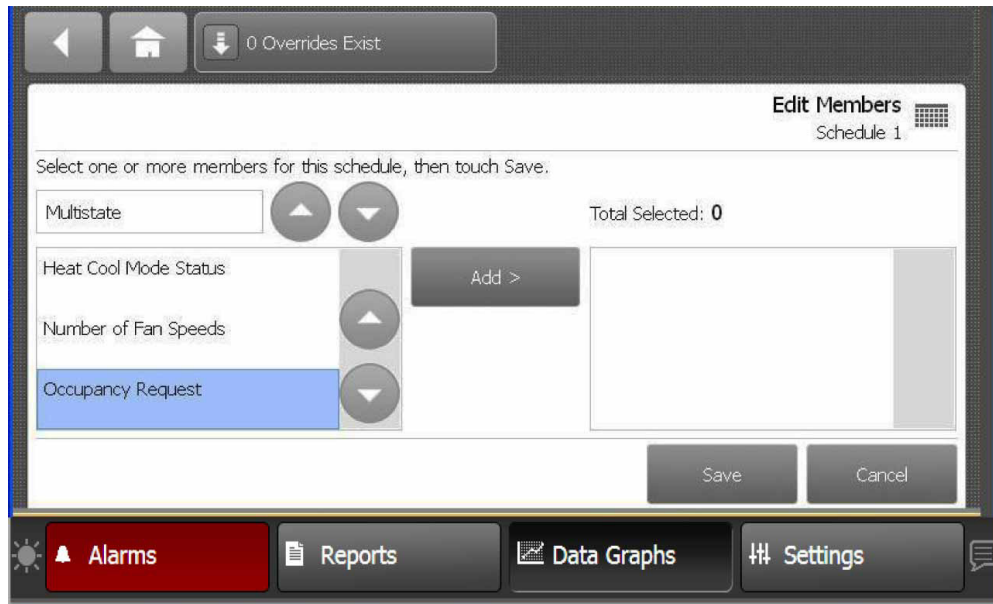 0 Overrides Exist
Edit Members
Schedule 1
Select one or more members for this schedule, then touch Save.
Multistate
Total Selected: 0
Heat Cool Mode Status
Add >
Number of Fan Speeds
Occupancy Request
Save
Cancel
Alarms
Reports
Data Graphs
Settings